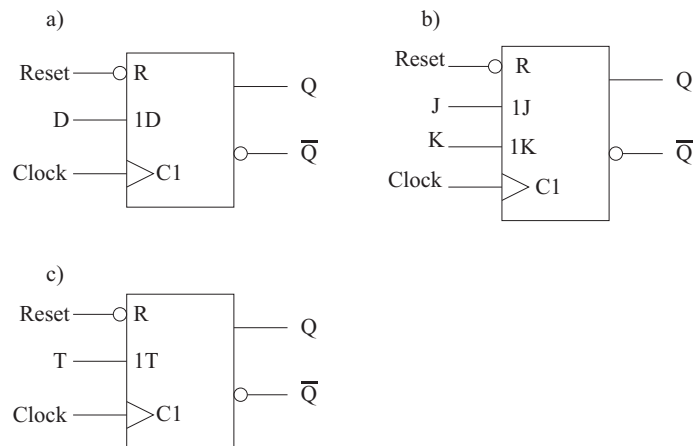 a)
Reset
R
Q
D
1D
Clock
C1
Q̅
b)
Reset
R
Q
J
1J
K
1K
Q̅
Clock
C1
c)
Reset
R
Q
T
1T
Clock
C1
Q̅